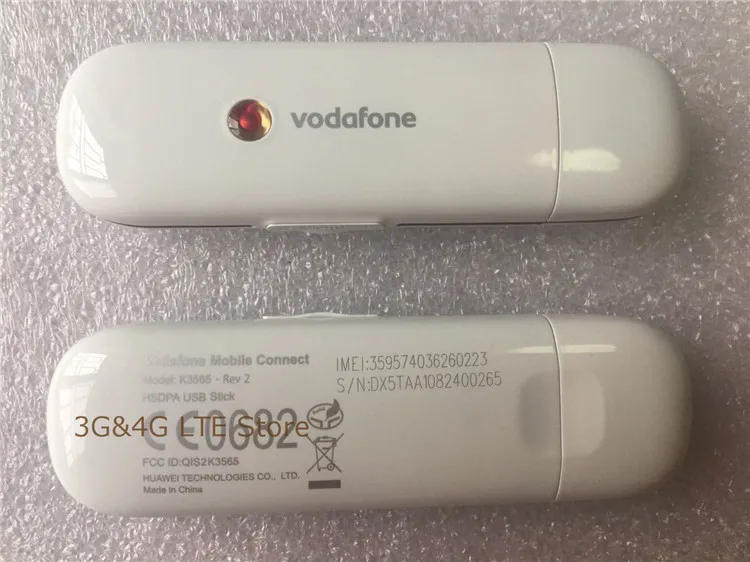 vodafone
Vodafone Mobile Connect
Model: K3565 - Rev 2
HSDPA USB Stick
IMEI:359574036260223
S/N:DX5TAA1082400265
CE0682
3G&4G LTE Store
FCC ID:QIS2K3565
HUAWEI TECHNOLOGIES CO., LTD.
Made in China